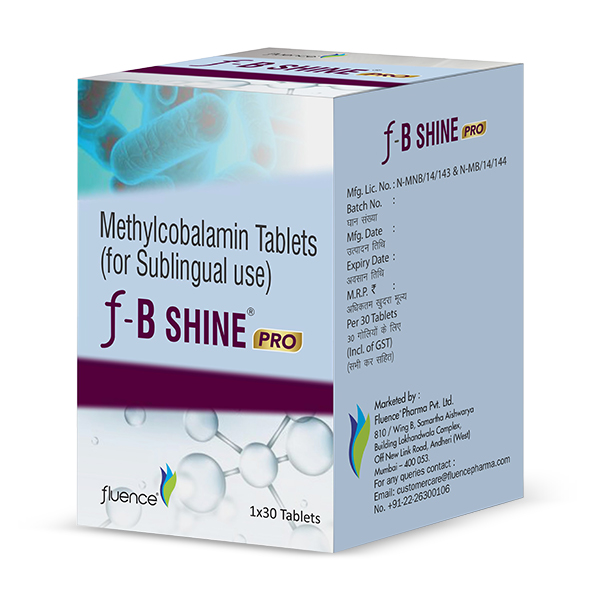 fluence
f-B SHINE PRO
Methylcobalamin Tablets
(for Sublingual use)
f-B SHINE® PRO
fluence®
1x30 Tablets
f-B SHINE PRO
Mfg. Lic. No. : N-MNB/14/143 & N-MB/14/144
Batch No. :
घान संख्या
Mfg. Date :
उत्पादन तिथि
Expiry Date :
अवसान तिथि
M.R.P. ₹ :
अधिकतम खुदरा मूल्य
Per 30 Tablets
30 गोलियों के लिए
(Incl. of GST)
(सभी कर सहित)
Marketed by :
Fluence® Pharma Pvt. Ltd.
810 / Wing B, Samartha Aishwarya
Building Lokhandwala Complex,
Off New Link Road, Andheri (West)
Mumbai – 400 053.
For any queries contact :
Email: customercare@fluencepharma.com
No. +91-22-26300106